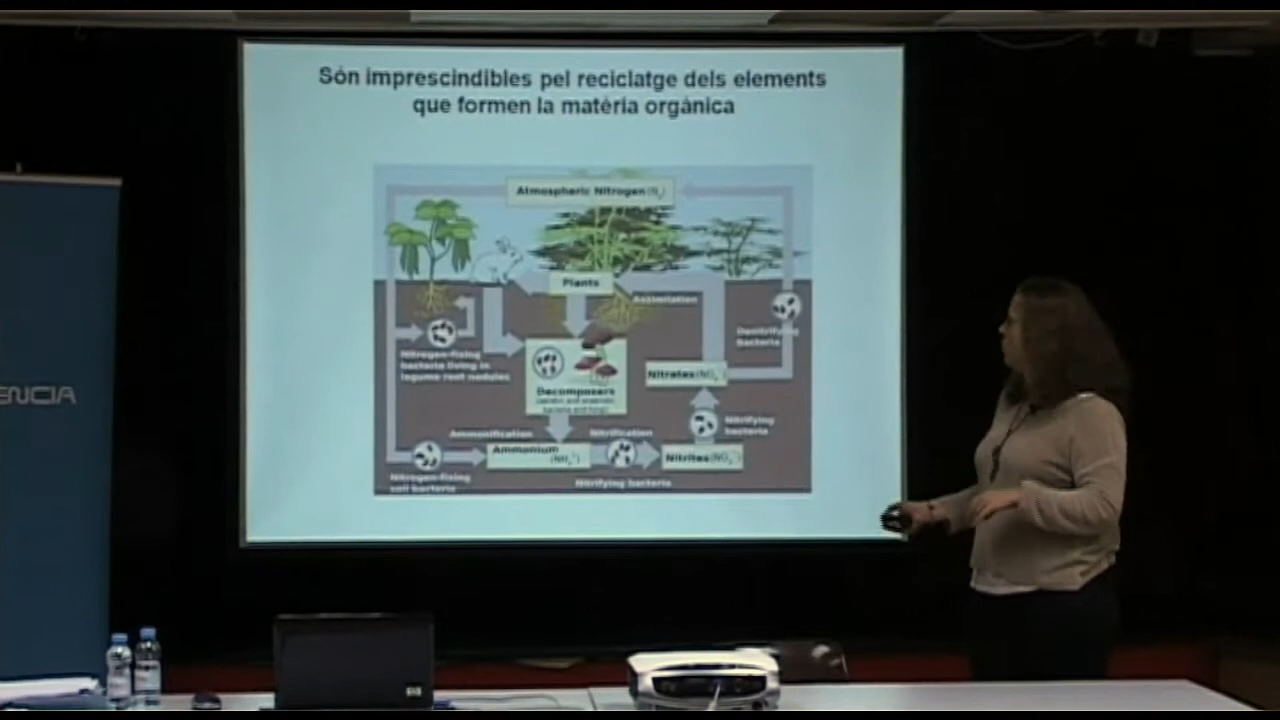 Són imprescindibles pel reciclatge dels elements
que formen la matèria orgànica
Atmospheric Nitrogen (N₂)
Plants
Assimilation
Denitrifying
bacteria
Nitrogen-fixing
bacteria living in
legume root nodules
Nitrates (NO₃⁻)
Decomposers
(aerobic and anaerobic
bacteria and fungi)
Nitrifying
bacteria
Ammonification
Nitrification
Ammonium
(NH₄⁺)
Nitrites (NO₂⁻)
Nitrogen-fixing
soil bacteria
Nitrifying bacteria
ENCIA
hp